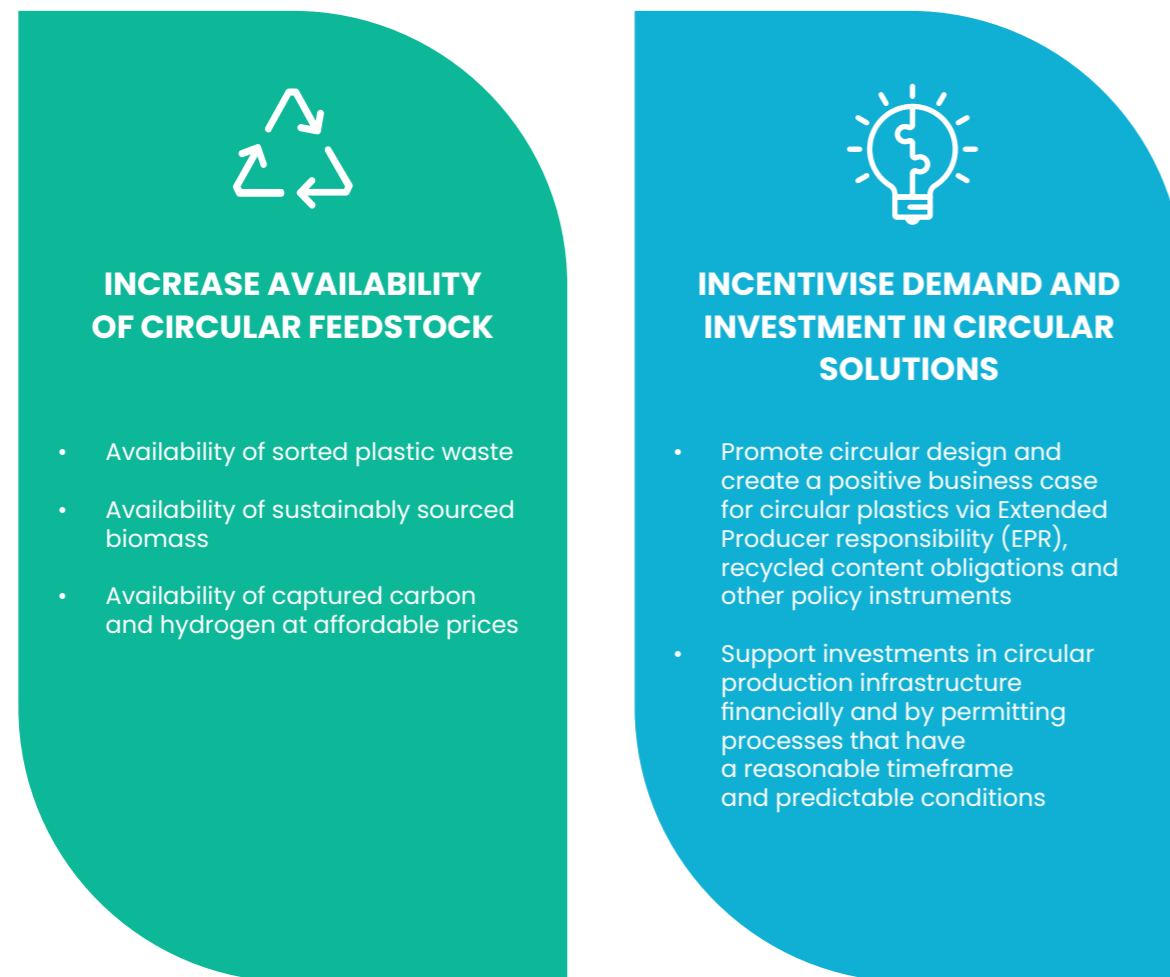 INCREASE AVAILABILITY
OF CIRCULAR FEEDSTOCK
• Availability of sorted plastic waste
• Availability of sustainably sourced
biomass
• Availability of captured carbon
and hydrogen at affordable prices
INCENTIVISE DEMAND AND
INVESTMENT IN CIRCULAR
SOLUTIONS
• Promote circular design and
create a positive business case
for circular plastics via Extended
Producer responsibility (EPR),
recycled content obligations and
other policy instruments
• Support investments in circular
production infrastructure
financially and by permitting
processes that have
a reasonable timeframe
and predictable conditions